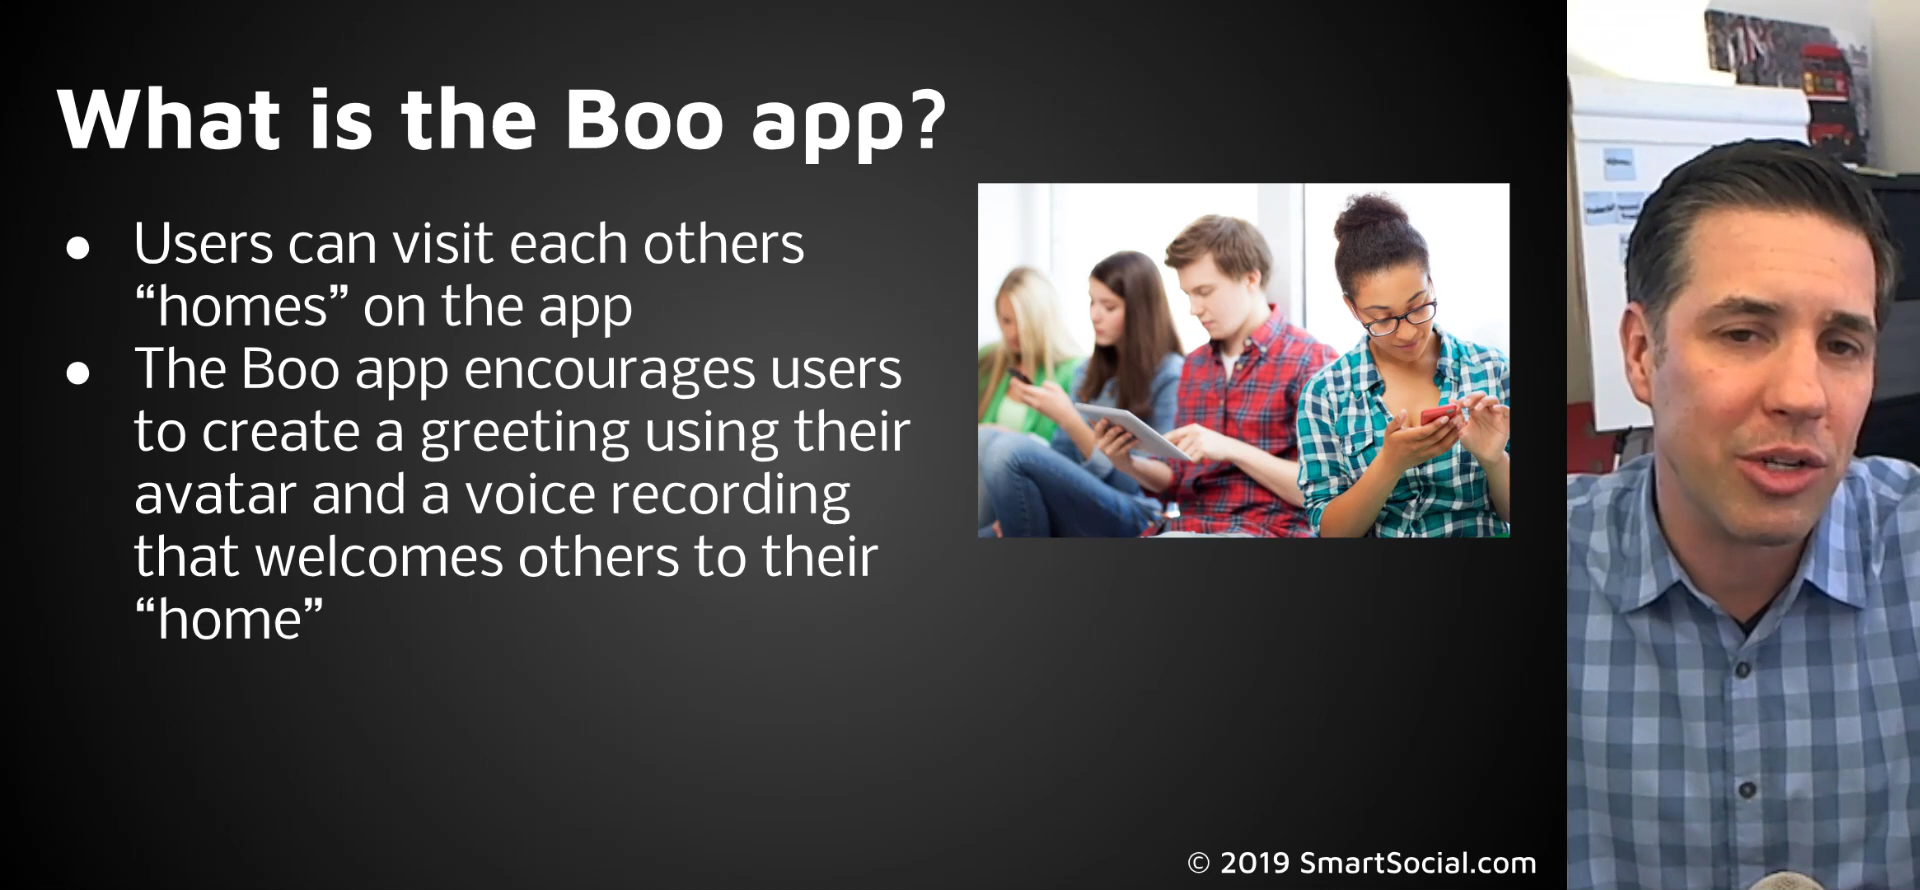 What is the Boo app?
● Users can visit each others
“homes” on the app
● The Boo app encourages users
to create a greeting using their
avatar and a voice recording
that welcomes others to their
“home”
© 2019 SmartSocial.com